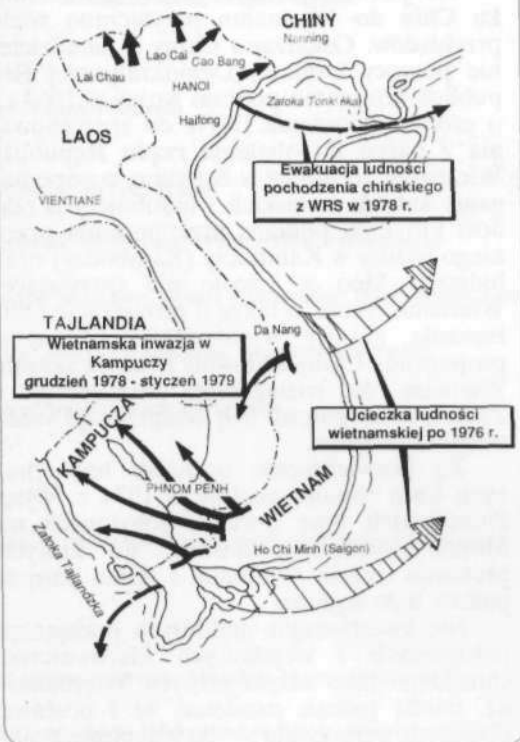 CHINY
Nanning
Lao Cai
Cao Bang
Lai Chau
HANOI
Zatoka Tonkińska
Haifong
LAOS
Ewakuacja ludności
pochodzenia chińskiego
z WRS w 1978 r.
VIENTIANE
TAJLANDIA
Da Nang
Wietnamska inwazja w
Kampuczy
grudzień 1978 - styczeń 1979
Ucieczka ludności
wietnamskiej po 1976 r.
KAMPUCZA
PHNOM PENH
WIETNAM
Ho Chi Minh (Saigon)
Zatoka Tajlandzka